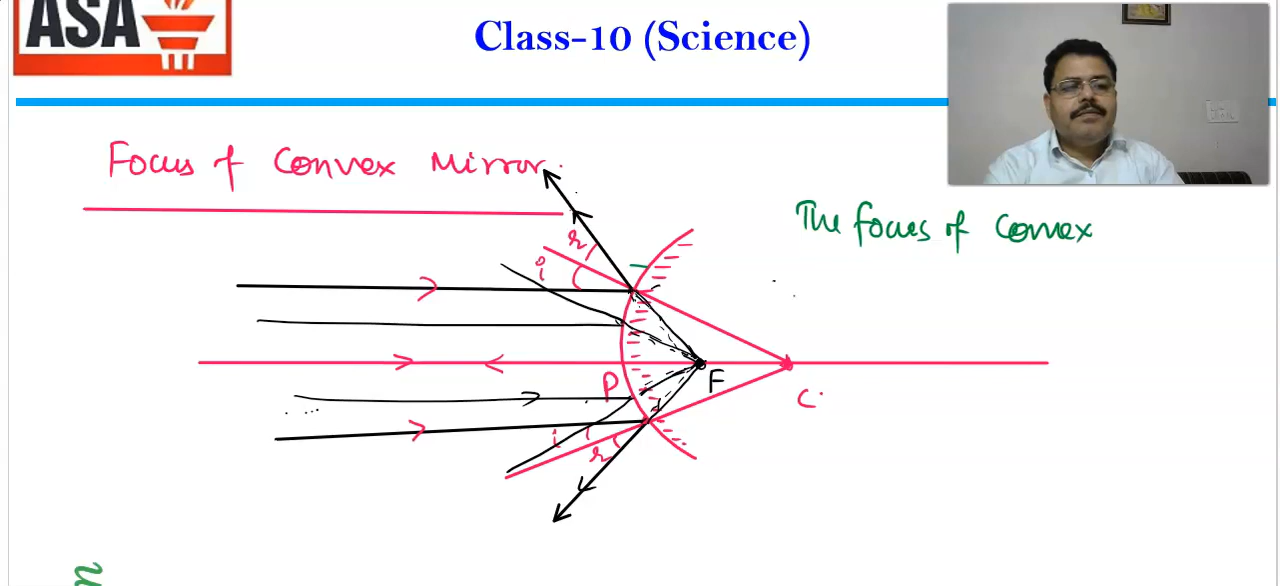 ASA
Class-10 (Science)
Focus of Convex Mirror.
The focus of Convex
r
i
P
F
C
i
r
n